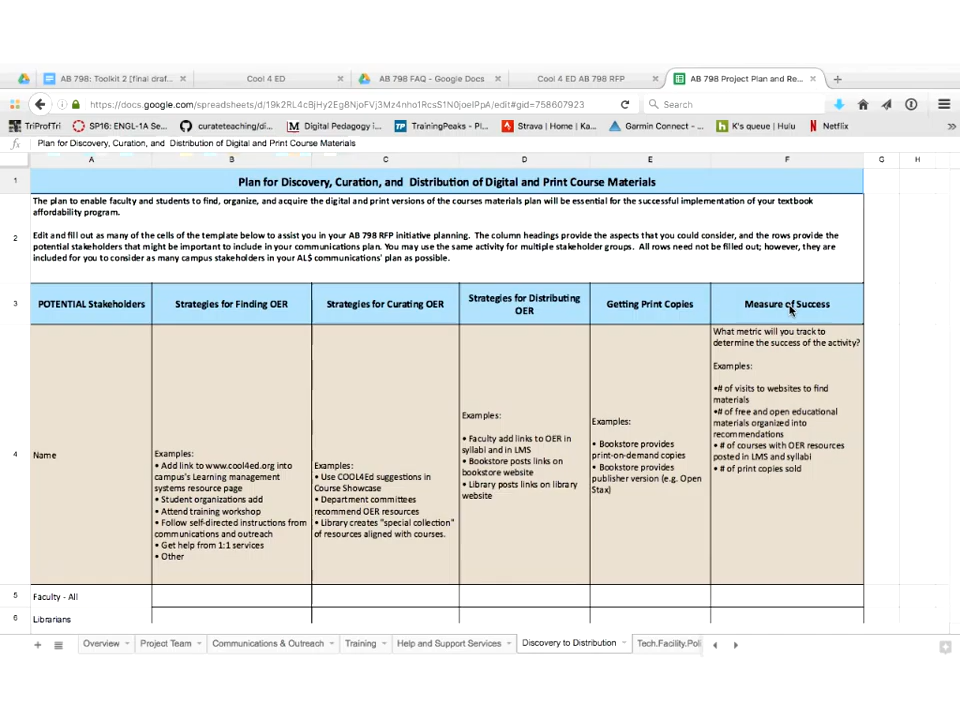 AB 798: Toolkit 2 [final draf... ×
Cool 4 ED ×
AB 798 FAQ - Google Docs ×
Cool 4 ED AB 798 RFP ×
AB 798 Project Plan and Re... × +
https://docs.google.com/spreadsheets/d/19k2RL4cBjHy2Eg8NjoFVj3Mz4nho1RcsS1N0joeIPpA/edit#gid=758607923
Search
TriProfTri
SP16: ENGL-1A Se...
curateteaching/di...
Digital Pedagogy i...
TrainingPeaks - Pl...
Strava | Home | Ka...
Garmin Connect - ...
K's queue | Hulu
Netflix
»
fx Plan for Discovery, Curation, and Distribution of Digital and Print Course Materials
A B C D E F G H
1 Plan for Discovery, Curation, and Distribution of Digital and Print Course Materials
The plan to enable faculty and students to find, organize, and acquire the digital and print versions of the courses materials plan will be essential for the successful implementation of your textbook
affordability program.
2
Edit and fill out as many of the cells of the template below to assist you in your AB 798 RFP initiative planning. The column headings provide the aspects that you could consider, and the rows provide the
potential stakeholders that might be important to include in your communications plan. You may use the same activity for multiple stakeholder groups. All rows need not be filled out; however, they are
included for you to consider as many campus stakeholders in your AL$ communications' plan as possible.
3
POTENTIAL Stakeholders
Strategies for Finding OER
Strategies for Curating OER
Strategies for Distributing
OER
Getting Print Copies
Measure of Success
4
Name
Examples:
• Add link to www.cool4ed.org into
campus's Learning management
systems resource page
• Student organizations add
• Attend training workshop
• Follow self-directed instructions from
communications and outreach
• Get help from 1:1 services
• Other
Examples:
• Use COOL4Ed suggestions in
Course Showcase
• Department committees
recommend OER resources
• Library creates "special collection"
of resources aligned with courses.
Examples:
• Faculty add links to OER in
syllabi and in LMS
• Bookstore posts links on
bookstore website
• Library posts links on library
website
Examples:
• Bookstore provides
print-on-demand copies
• Bookstore provides
publisher version (e.g. Open
Stax)
What metric will you track to
determine the success of the activity?
Examples:
•# of visits to websites to find
materials
•# of free and open educational
materials organized into
recommendations
• # of courses with OER resources
posted in LMS and syllabi
• # of print copies sold
5 Faculty - All
6 Librarians
Overview
Project Team
Communications & Outreach
Training
Help and Support Services
Discovery to Distribution
Tech.Facility.Poli